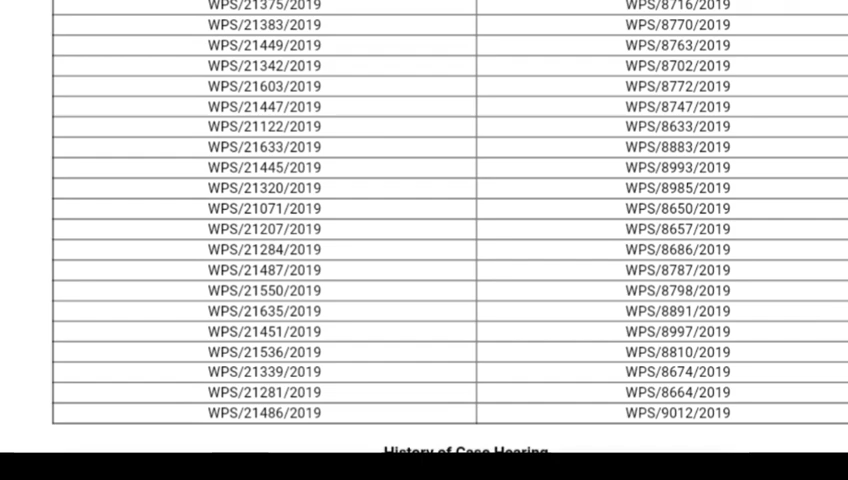 WPS/21375/2019 WPS/8716/2019
WPS/21383/2019 WPS/8770/2019
WPS/21449/2019 WPS/8763/2019
WPS/21342/2019 WPS/8702/2019
WPS/21603/2019 WPS/8772/2019
WPS/21447/2019 WPS/8747/2019
WPS/21122/2019 WPS/8633/2019
WPS/21633/2019 WPS/8883/2019
WPS/21445/2019 WPS/8993/2019
WPS/21320/2019 WPS/8985/2019
WPS/21071/2019 WPS/8650/2019
WPS/21207/2019 WPS/8657/2019
WPS/21284/2019 WPS/8686/2019
WPS/21487/2019 WPS/8787/2019
WPS/21550/2019 WPS/8798/2019
WPS/21635/2019 WPS/8891/2019
WPS/21451/2019 WPS/8997/2019
WPS/21536/2019 WPS/8810/2019
WPS/21339/2019 WPS/8674/2019
WPS/21281/2019 WPS/8664/2019
WPS/21486/2019 WPS/9012/2019
History of Case Hearing